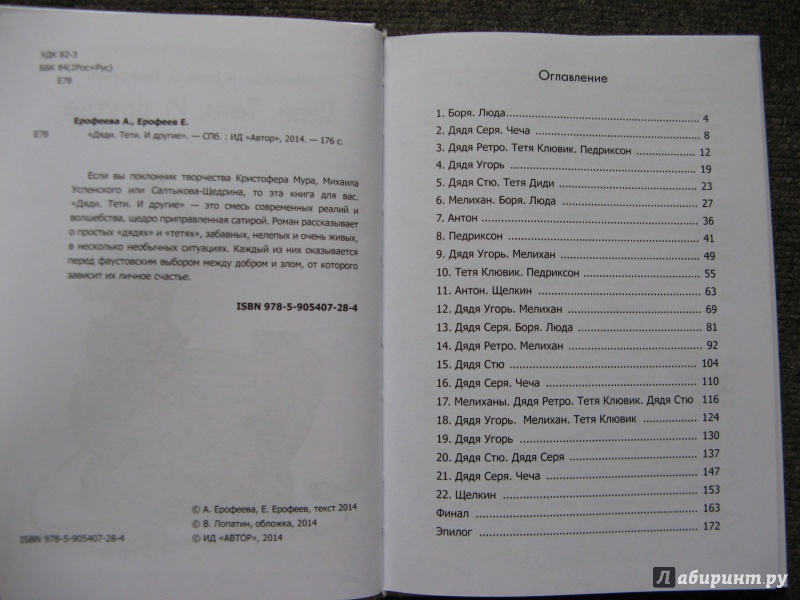 УДК 82-3
ББК 84(2Рос=Рус)
Е78
Ерофеева А., Ерофеев Е.
Е78 «Дяди. Тети. И другие». — СПб. : ИД «Автор», 2014. — 176 с.
Если вы поклонник творчества Кристофера Мура, Михаила
Успенского или Салтыкова-Щедрина, то эта книга для вас.
«Дяди. Тети. И другие» — это смесь современных реалий и
волшебства, щедро приправленная сатирой. Роман рассказывает
о простых «дядях» и «тетях», забавных, нелепых и очень живых,
в несколько необычных ситуациях. Каждый из них оказывается
перед фаустовским выбором между добром и злом, от которого
зависит их личное счастье.
ISBN 978-5-905407-28-4
© А. Ерофеева, Е. Ерофеев, текст 2014
© В. Лопатин, обложка, 2014
ISBN 978-5-905407-28-4 © ИД «АВТОР», 2014
Оглавление
1. Боря. Люда 4
2. Дядя Серя. Чеча 8
3. Дядя Ретро. Тетя Клювик. Педриксон 12
4. Дядя Угорь 19
5. Дядя Стю. Тетя Диди 23
6. Мелихан. Боря. Люда 27
7. Антон 36
8. Педриксон 41
9. Дядя Угорь. Мелихан 49
10. Тетя Клювик. Педриксон 55
11. Антон. Щелкин 63
12. Дядя Угорь. Мелихан 69
13. Дядя Серя. Боря. Люда 81
14. Дядя Ретро. Мелихан 92
15. Дядя Стю 104
16. Дядя Серя. Чеча 110
17. Мелиханы. Дядя Ретро. Тетя Клювик. Дядя Стю 116
18. Дядя Угорь. Мелихан. Тетя Клювик 124
19. Дядя Угорь 130
20. Дядя Стю. Дядя Серя 137
21. Дядя Серя. Чеча 147
22. Щелкин 153
Финал 163
Эпилог 172
Лабиринт.ру